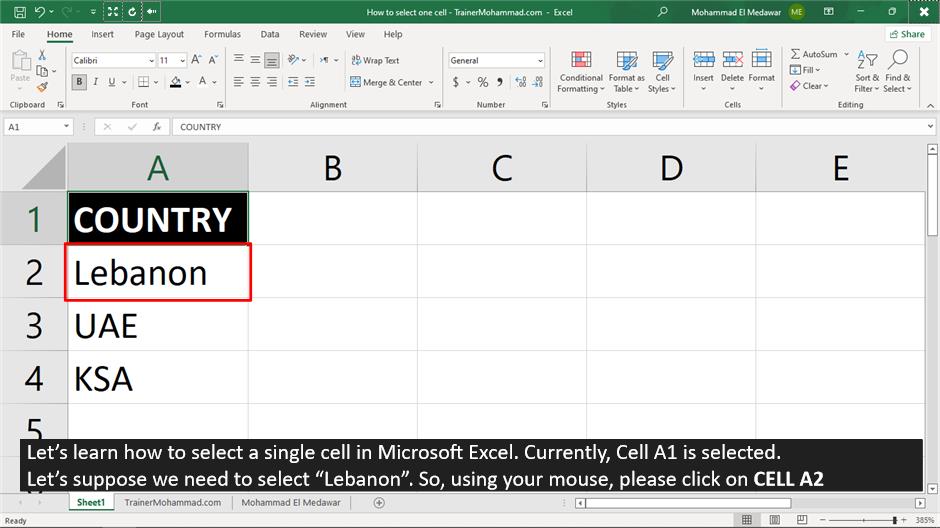 How to select one cell - TrainerMohammad.com - Excel
Mohammad El Medawar ME
File Home Insert Page Layout Formulas Data Review View Help Share
Paste
Calibri 11 A A
Wrap Text
General
Conditional Formatting
Format as Table
Cell Styles
Insert Delete Format
AutoSum
Fill
Clear
Sort & Filter
Find & Select
B I U A
Merge & Center
$ % ,
Clipboard Font Alignment Number Styles Cells Editing
A1 fx COUNTRY
A B C D E
1 COUNTRY
2 Lebanon
3 UAE
4 KSA
5
Let’s learn how to select a single cell in Microsoft Excel. Currently, Cell A1 is selected.
Let’s suppose we need to select “Lebanon”. So, using your mouse, please click on CELL A2
Sheet1 TrainerMohammad.com Mohammad El Medawar
Ready 385%